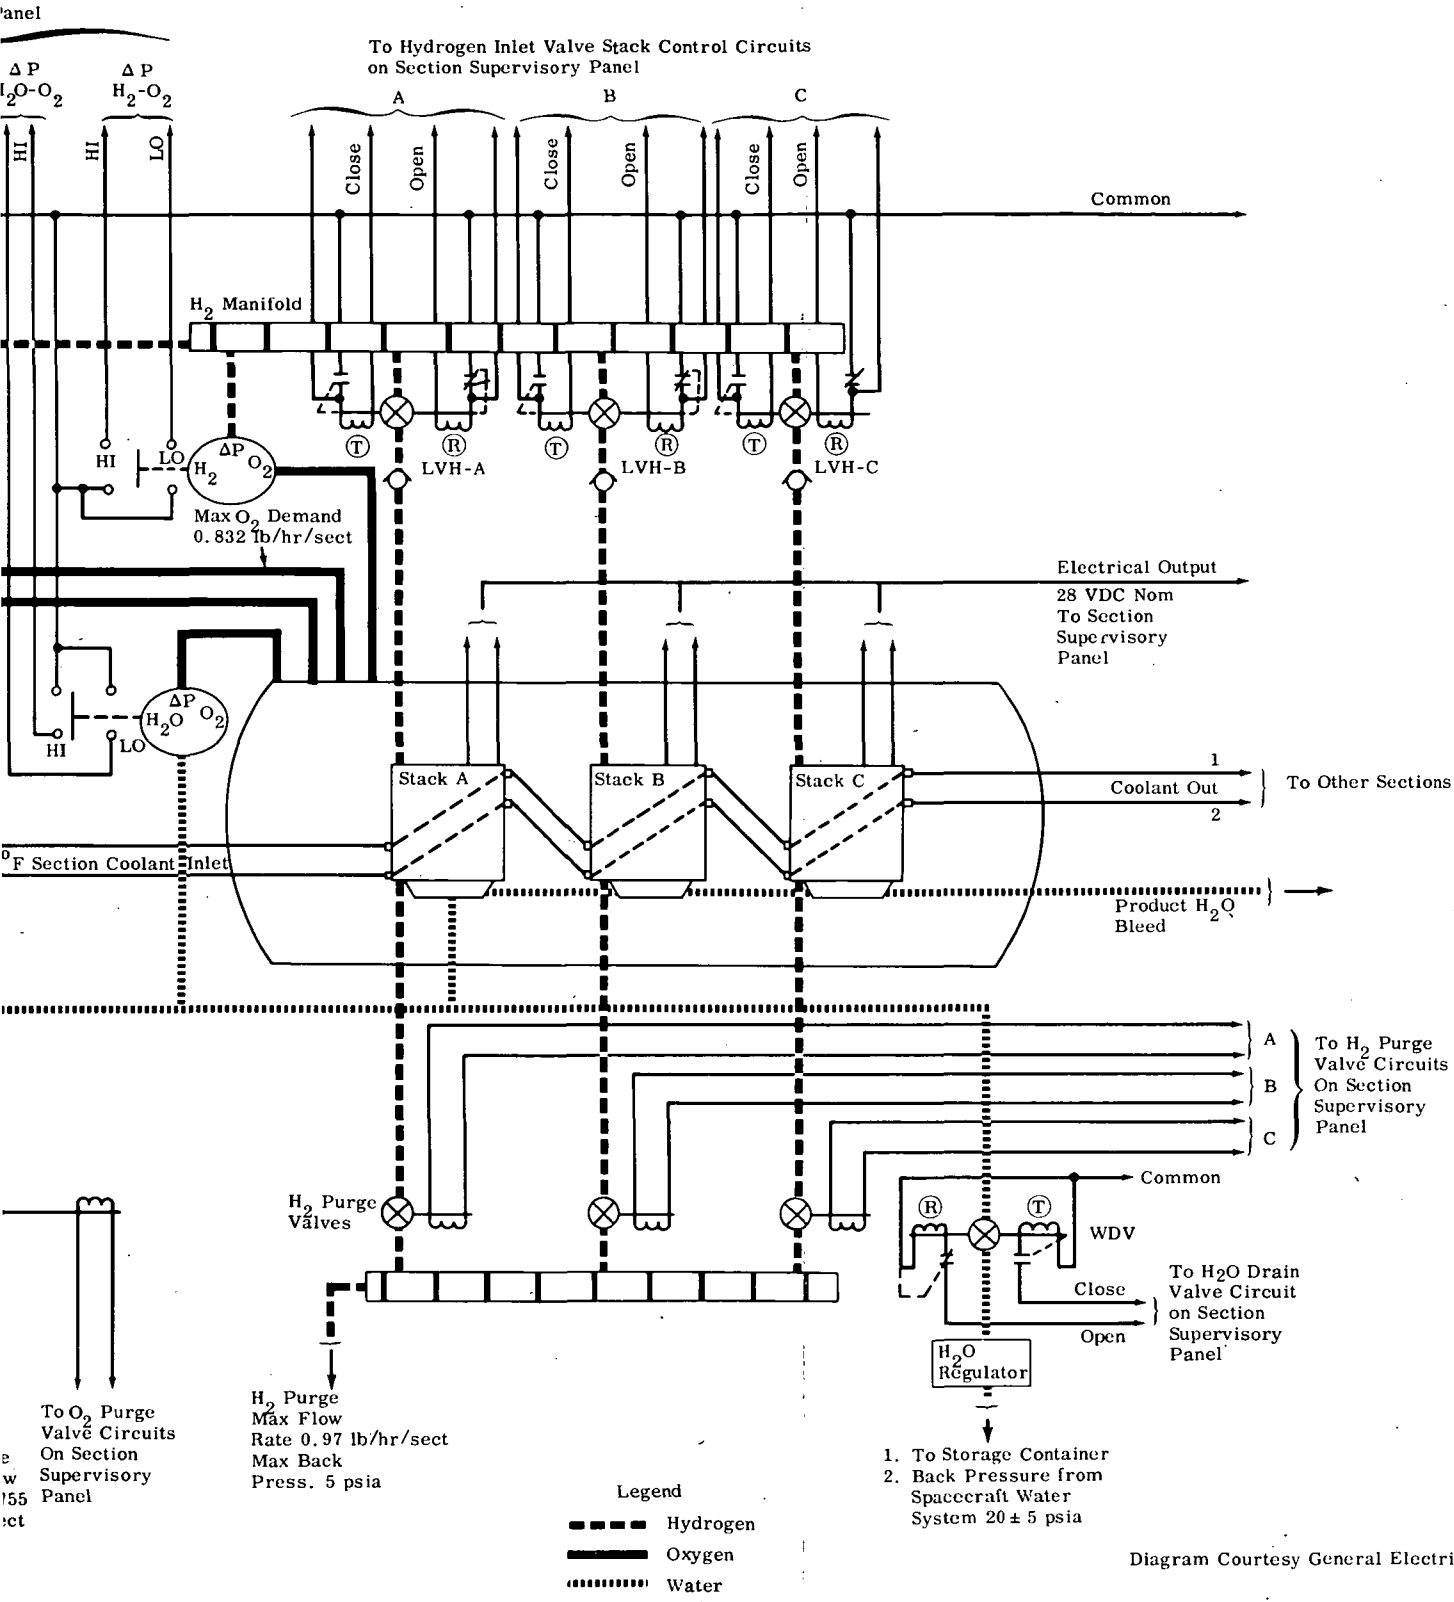 Panel
To Hydrogen Inlet Valve Stack Control Circuits
on Section Supervisory Panel
Δ P
H2O-O2
Δ P
H2-O2
A
B
C
HI
HI
LO
Close
Open
Close
Open
Close
Open
Common
H2 Manifold
HI
LO
ΔP
H2
O2
T
R
LVH-A
T
R
LVH-B
T
R
LVH-C
Max O2 Demand
0.832 lb/hr/sect
Electrical Output
28 VDC Nom
To Section
Supervisory
Panel
ΔP
H2O
O2
HI
LO
Stack A
Stack B
Stack C
1
Coolant Out
2
To Other Sections
°F Section Coolant Inlet
Product H2O
Bleed
A
B
C
To H2 Purge
Valve Circuits
On Section
Supervisory
Panel
Common
H2 Purge
Valves
R
T
WDV
Close
Open
To H2O Drain
Valve Circuit
on Section
Supervisory
Panel
H2O
Regulator
To O2 Purge
Valve Circuits
On Section
Supervisory
Panel
e
w
155
ect
H2 Purge
Max Flow
Rate 0.97 lb/hr/sect
Max Back
Press. 5 psia
1. To Storage Container
2. Back Pressure from
Spacecraft Water
System 20 ± 5 psia
Legend
Hydrogen
Oxygen
Water
Diagram Courtesy General Electri